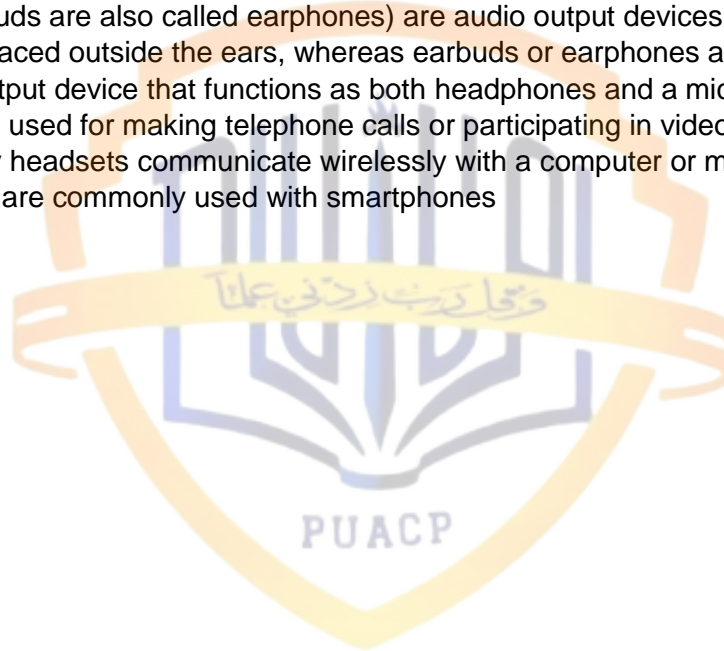 uds are also called earphones) are audio output devices
aced outside the ears, whereas earbuds or earphones a
tput device that functions as both headphones and a mic
used for making telephone calls or participating in video
headsets communicate wirelessly with a computer or m
are commonly used with smartphones
وَقُل رَّبِّ زِدْنِي عِلْمًا
PUACP